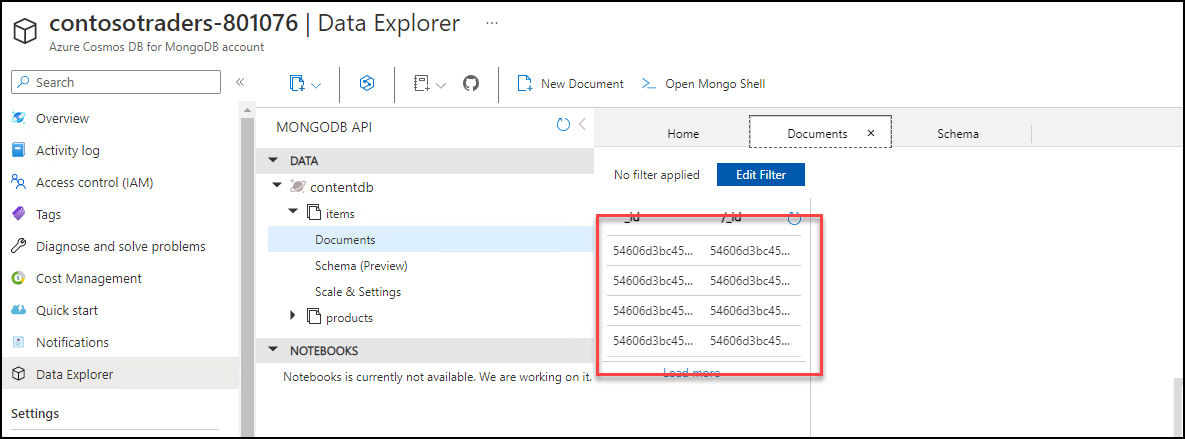 contosotraders-801076 | Data Explorer ...
Azure Cosmos DB for MongoDB account
Search
Overview
Activity log
Access control (IAM)
Tags
Diagnose and solve problems
Cost Management
Quick start
Notifications
Data Explorer
Settings
New Document
Open Mongo Shell
MONGODB API
DATA
contentdb
items
Documents
Schema (Preview)
Scale & Settings
products
NOTEBOOKS
Notebooks is currently not available. We are working on it.
Home Documents Schema
No filter applied Edit Filter
_id /_id
54606d3bc45... 54606d3bc45...
54606d3bc45... 54606d3bc45...
54606d3bc45... 54606d3bc45...
54606d3bc45... 54606d3bc45...
Load more